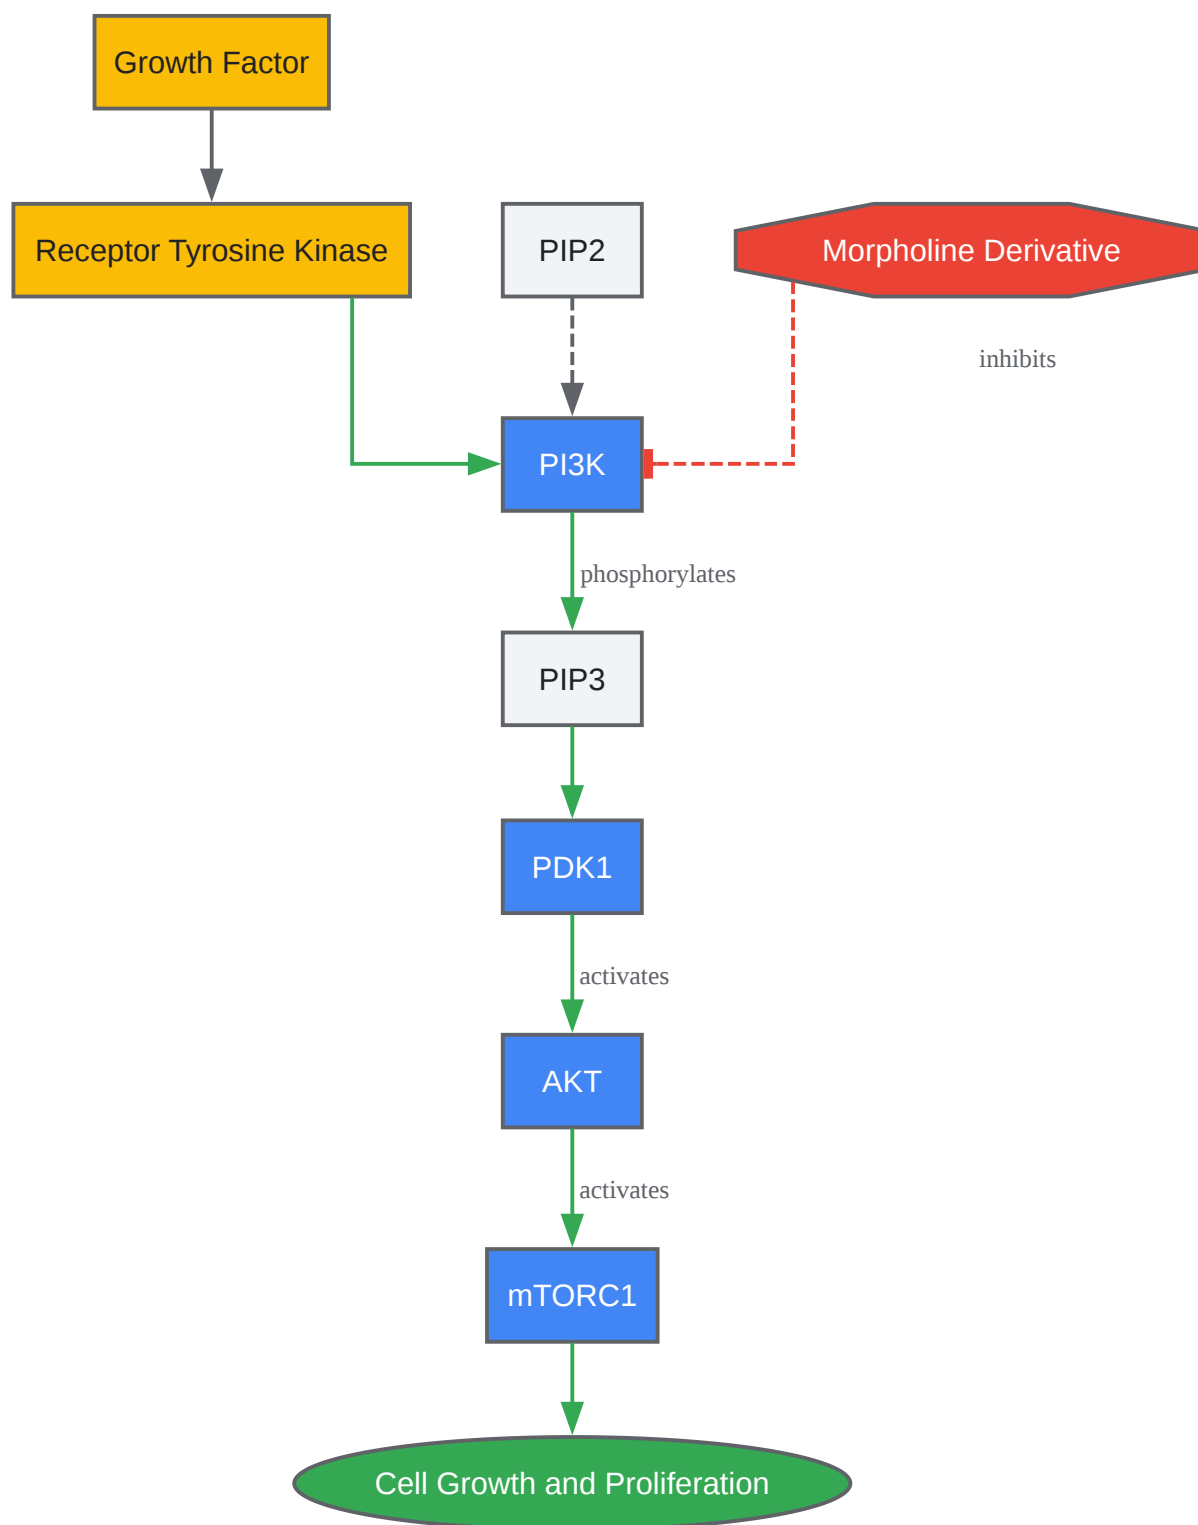 Growth Factor
Receptor Tyrosine Kinase
PIP2
Morpholine Derivative
inhibits
PI3K
phosphorylates
PIP3
PDK1
activates
AKT
activates
mTORC1
Cell Growth and Proliferation